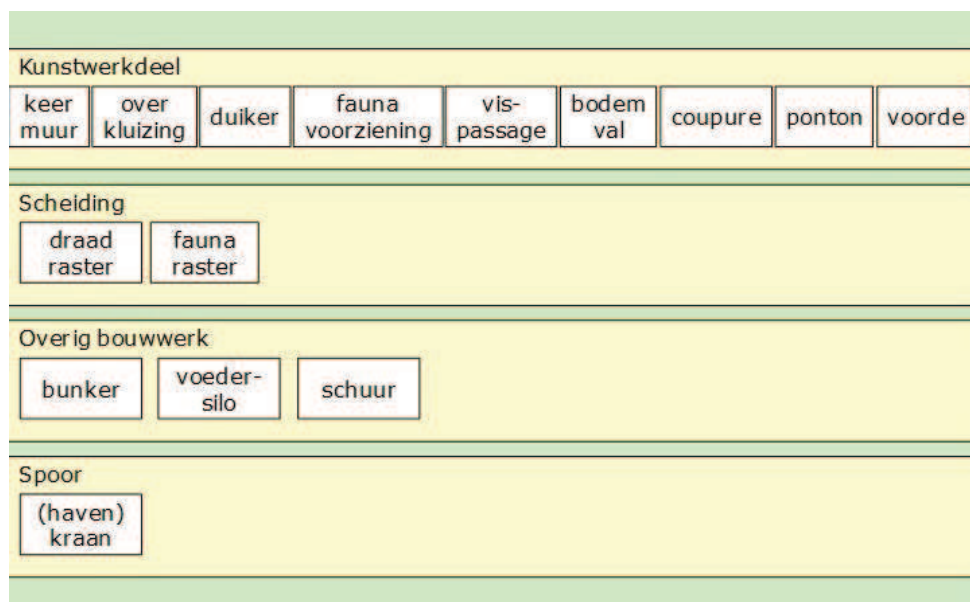 Kunstwerkdeel
keer
muur
over
kluizing
duiker
fauna
voorziening
vis-
passage
bodem
val
coupure
ponton
voorde
Scheiding
draad
raster
fauna
raster
Overig bouwwerk
bunker
voeder-
silo
schuur
Spoor
(haven)
kraan